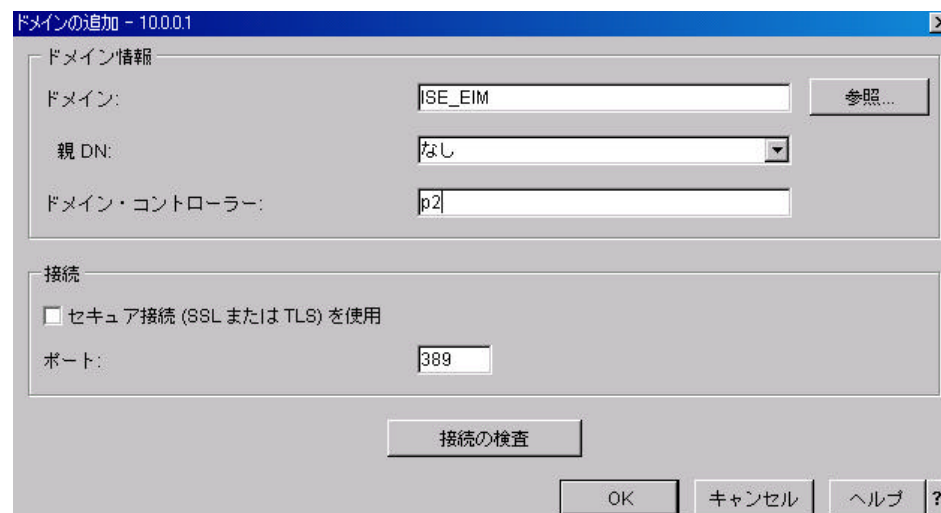 ドメインの追加 - 10.0.0.1
ドメイン情報
ドメイン: ISE_EIM 参照...
親 DN: なし
ドメイン・コントローラー: p2
接続
セキュア接続 (SSL または TLS) を使用
ポート: 389
接続の検査
OK キャンセル ヘルプ ?